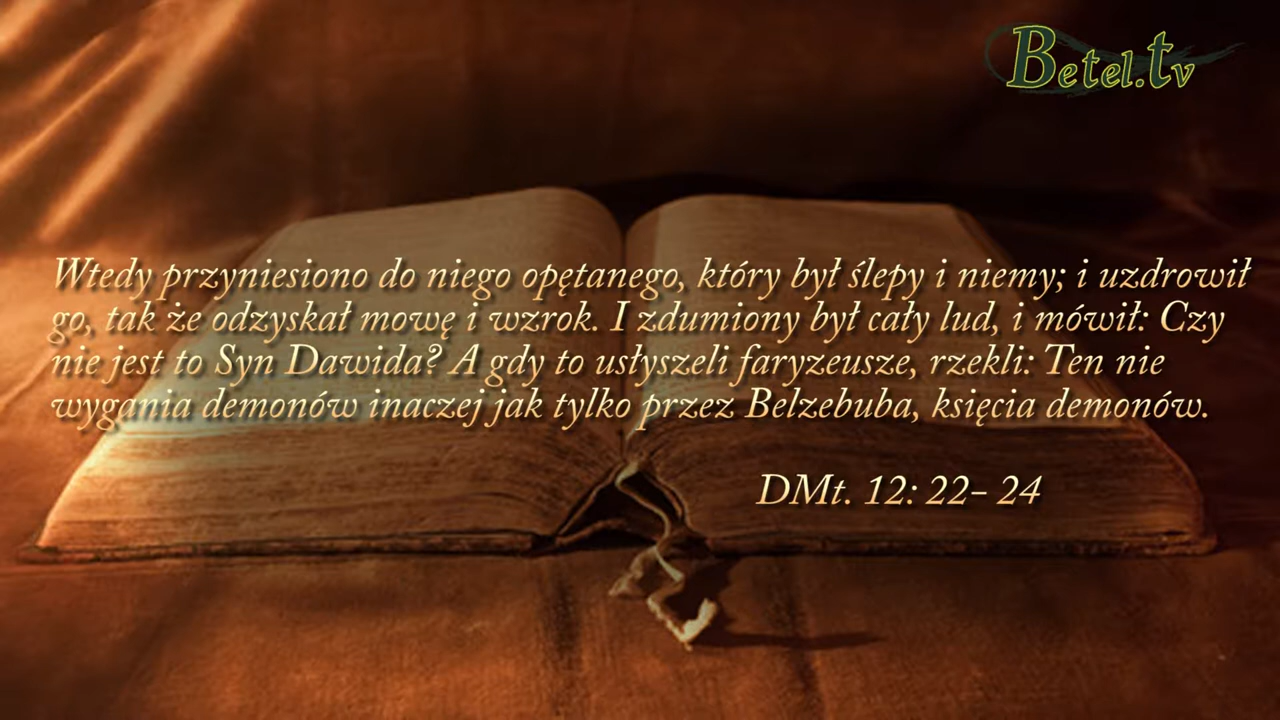 Betel.tv
Wtedy przyniesiono do niego opętanego, który był ślepy i niemy; i uzdrowił
go, tak że odzyskał mowę i wzrok. I zdumiony był cały lud, i mówił: Czy
nie jest to Syn Dawida? A gdy to usłyszeli faryzeusze, rzekli: Ten nie
wygania demonów inaczej jak tylko przez Belzebuba, księcia demonów.
DMt. 12: 22– 24